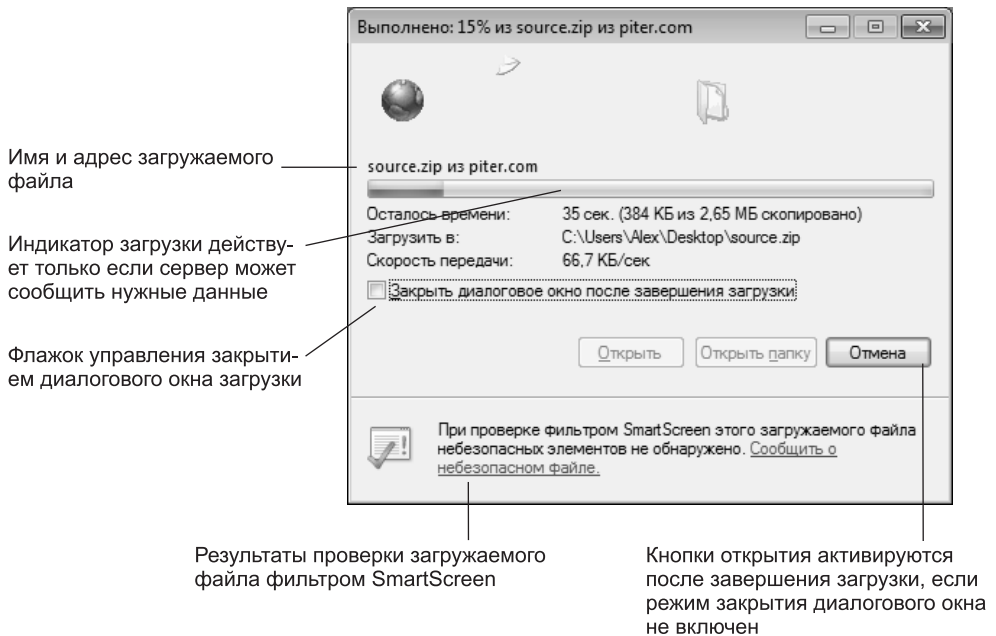 Выполнено: 15% из source.zip из piter.com
Имя и адрес загружаемого
файла
source.zip из piter.com
Индикатор загрузки действу-
ет только если сервер может
сообщить нужные данные
Осталось времени: 35 сек. (384 КБ из 2,65 МБ скопировано)
Загрузить в: C:\Users\Alex\Desktop\source.zip
Скорость передачи: 66,7 КБ/сек
Закрыть диалоговое окно после завершения загрузки
Флажок управления закрыти-
ем диалогового окна загрузки
Открыть Открыть папку Отмена
При проверке фильтром SmartScreen этого загружаемого файла
небезопасных элементов не обнаружено. Сообщить о
небезопасном файле.
Результаты проверки загружаемого
файла фильтром SmartScreen
Кнопки открытия активируются
после завершения загрузки, если
режим закрытия диалогового окна
не включен